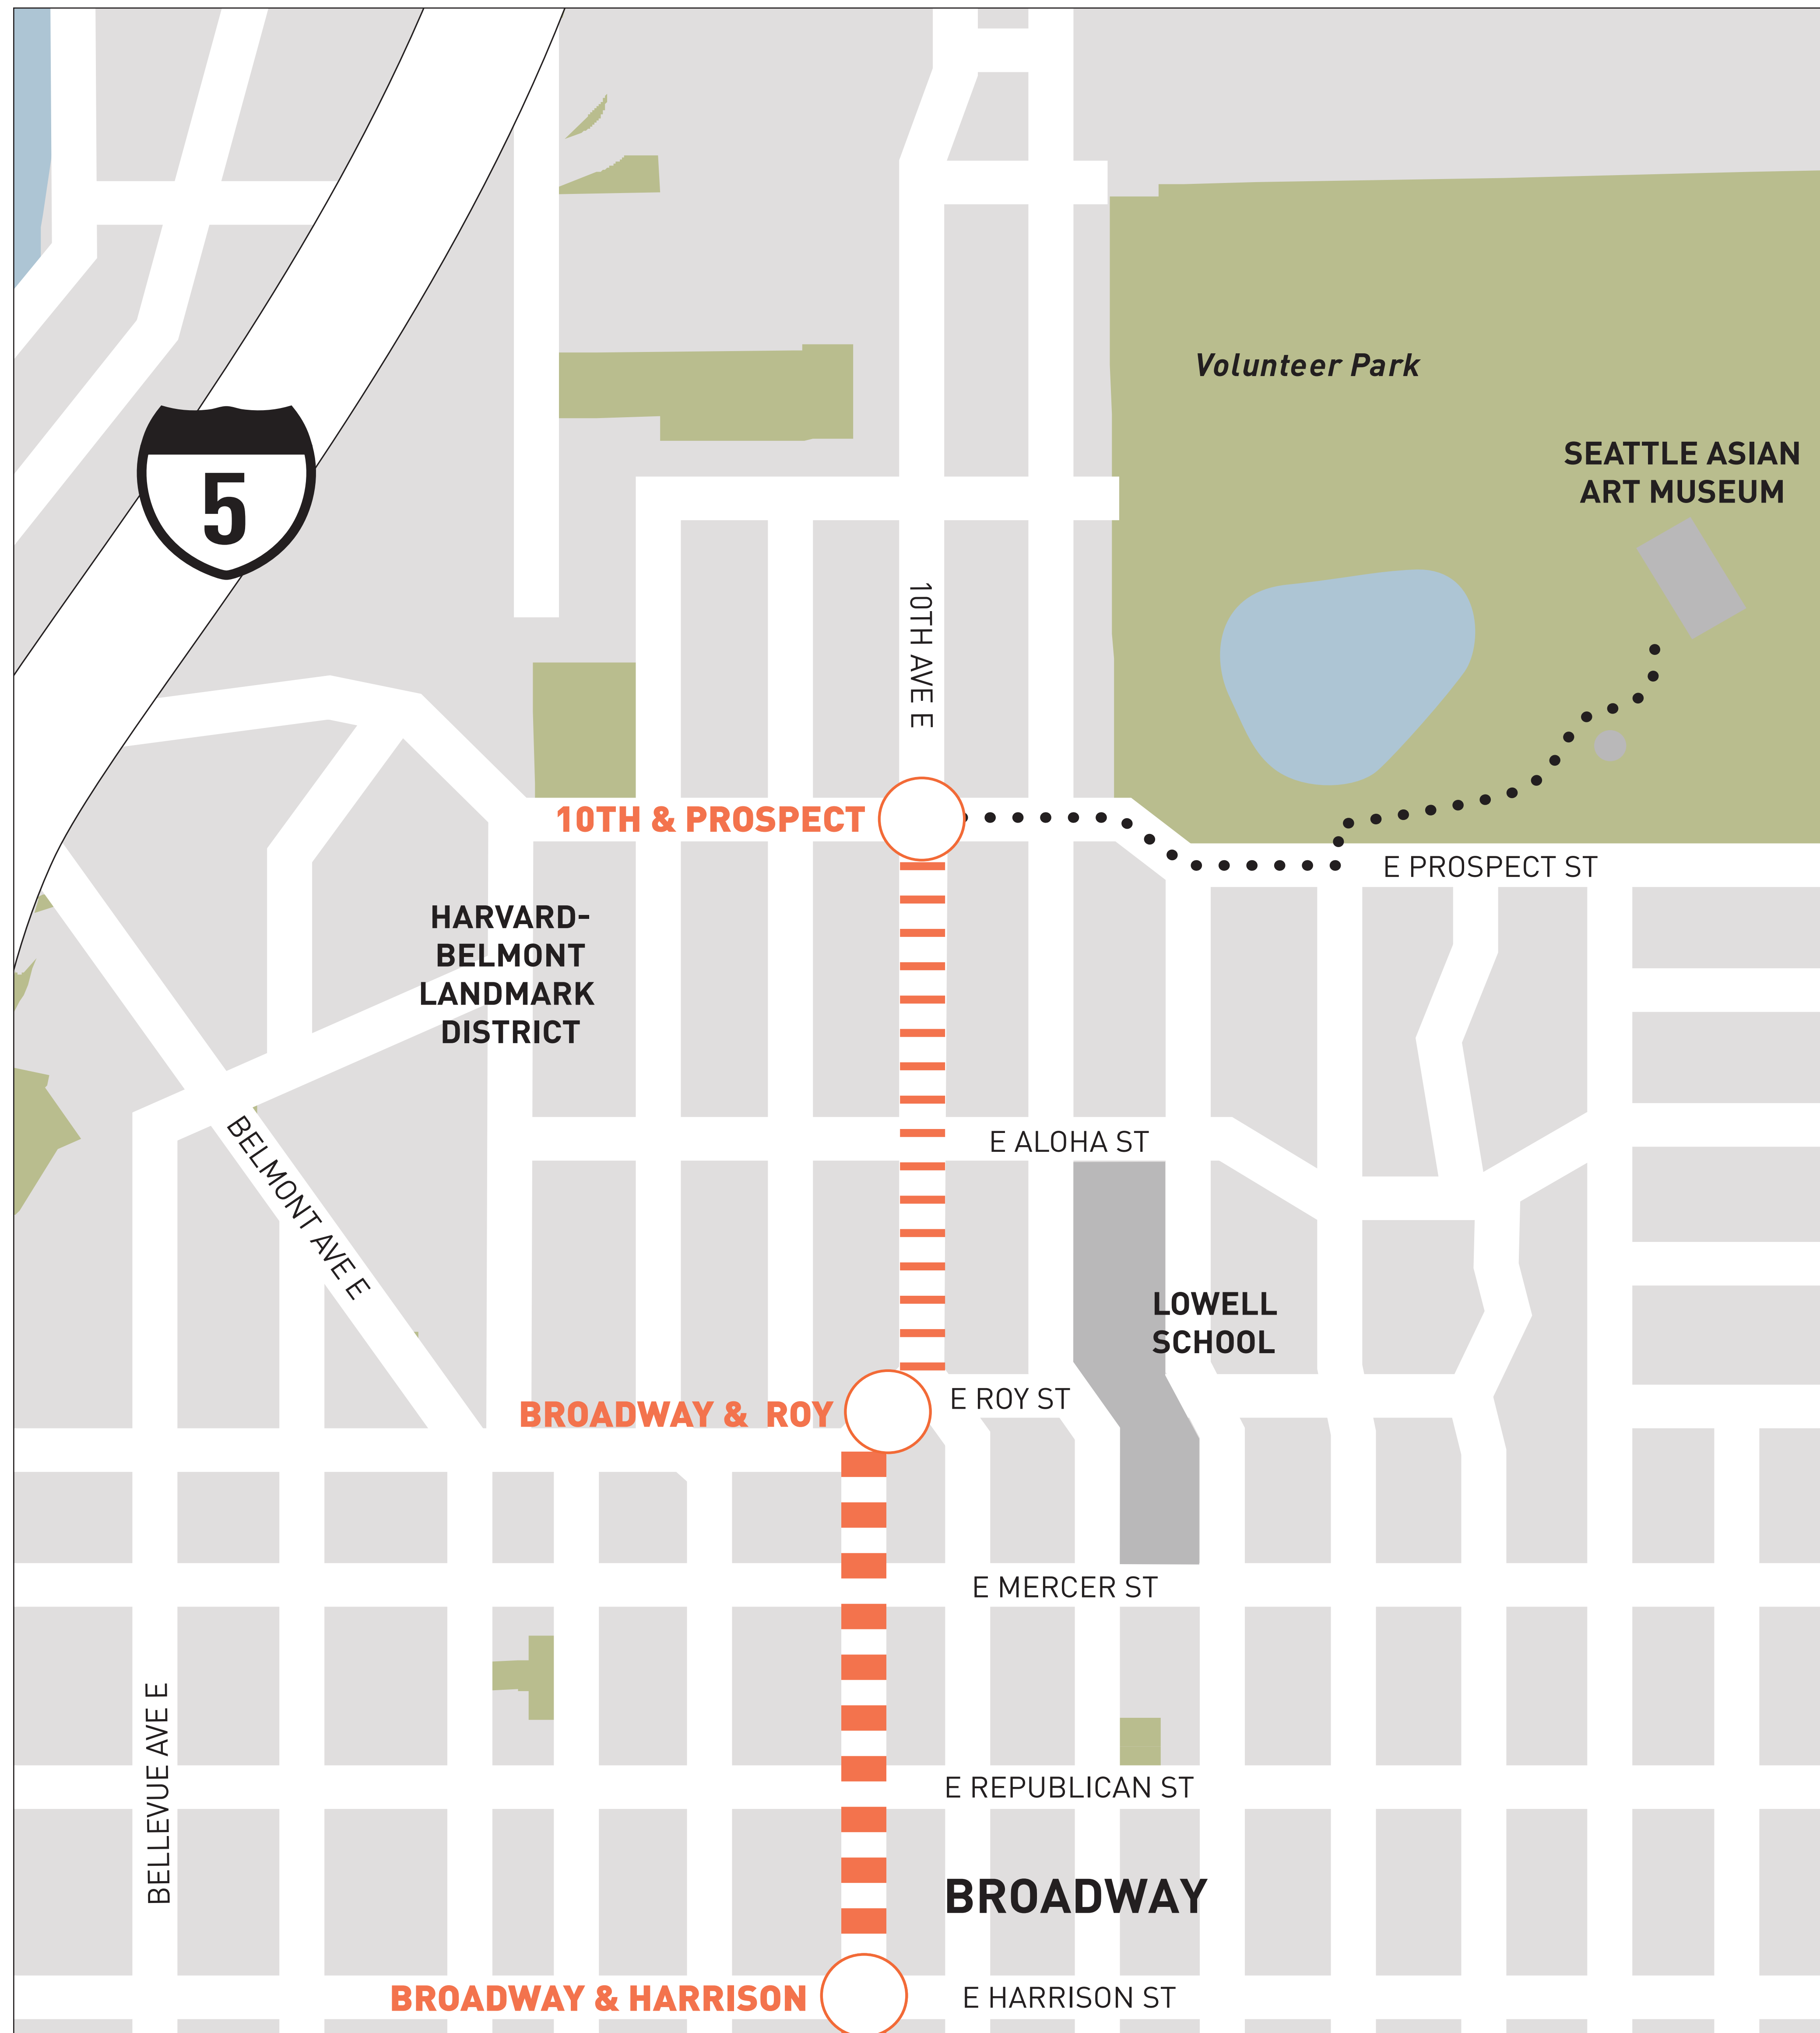 Volunteer Park
SEATTLE ASIAN
ART MUSEUM
5
10TH AVE E
10TH & PROSPECT
E PROSPECT ST
HARVARD-
BELMONT
LANDMARK
DISTRICT
E ALOHA ST
BELMONT AVE E
LOWELL
SCHOOL
E ROY ST
BROADWAY & ROY
E MERCER ST
BELLEVUE AVE E
E REPUBLICAN ST
BROADWAY
BROADWAY & HARRISON
E HARRISON ST